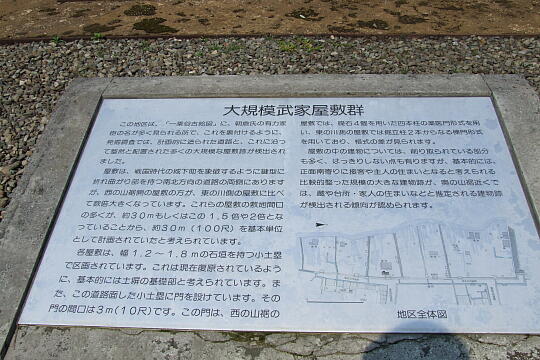 大規模武家屋敷群
この地区は、「一乗谷古絵図」に、朝倉氏の有力家
臣の名が多く見られる所で、これを裏付けるように、
発掘調査では、計画的に造られた道路と、これに沿っ
て整然と配置された多くの大規模な屋敷跡が検出され
ました。
屋敷は、戦国時代の城下町を象徴するように鍵型に
折れ曲がり部を持つ南北方向の道路の両側にあります
が、西の山裾側の屋敷の方が、東の川側の屋敷に比べ
て数倍大きくなっています。これらの屋敷の敷地間口
の多くが、約30mもしくはこの1.5倍や2倍とな
っていることから、約30m(100尺)を基本単位
として計画されていたと考えられています。
各屋敷は、幅1.2～1.8mの石垣を持つ小土塁
で区画されています。これは現在復原されているよう
に、基本的には土塀の基礎部と考えられています。ま
た、この道路面した小土塁に門を設けています。その
門の間口は3m(10尺)です。この門は、西の山裾の
屋敷では、礎石4個を用いた四本柱の薬医門形式を用
い、東の川側の屋敷では掘立柱2本からなる棟門形式
を用いており、格式の差が見られます。
屋敷の中の建物については、削り取られている部分
も多く、はっきりしない点も有りますが、基本的には、
正面南寄りに接客や主人の住まいとなると考えられる
比較的整った規模の大きな建物跡が、奥の山裾近くで
は、蔵や台所・家人の住まいなどと推定される建物跡
が検出される傾向が認められます。
地区全体図